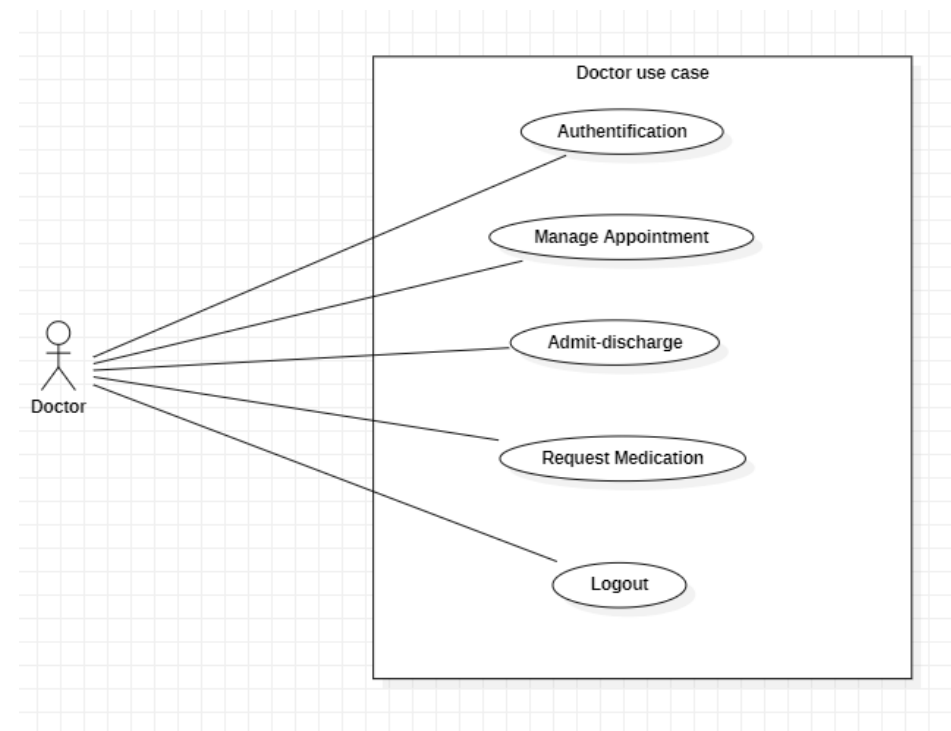 Doctor use case
Authentification
Manage Appointment
Admit-discharge
Doctor
Request Medication
Logout